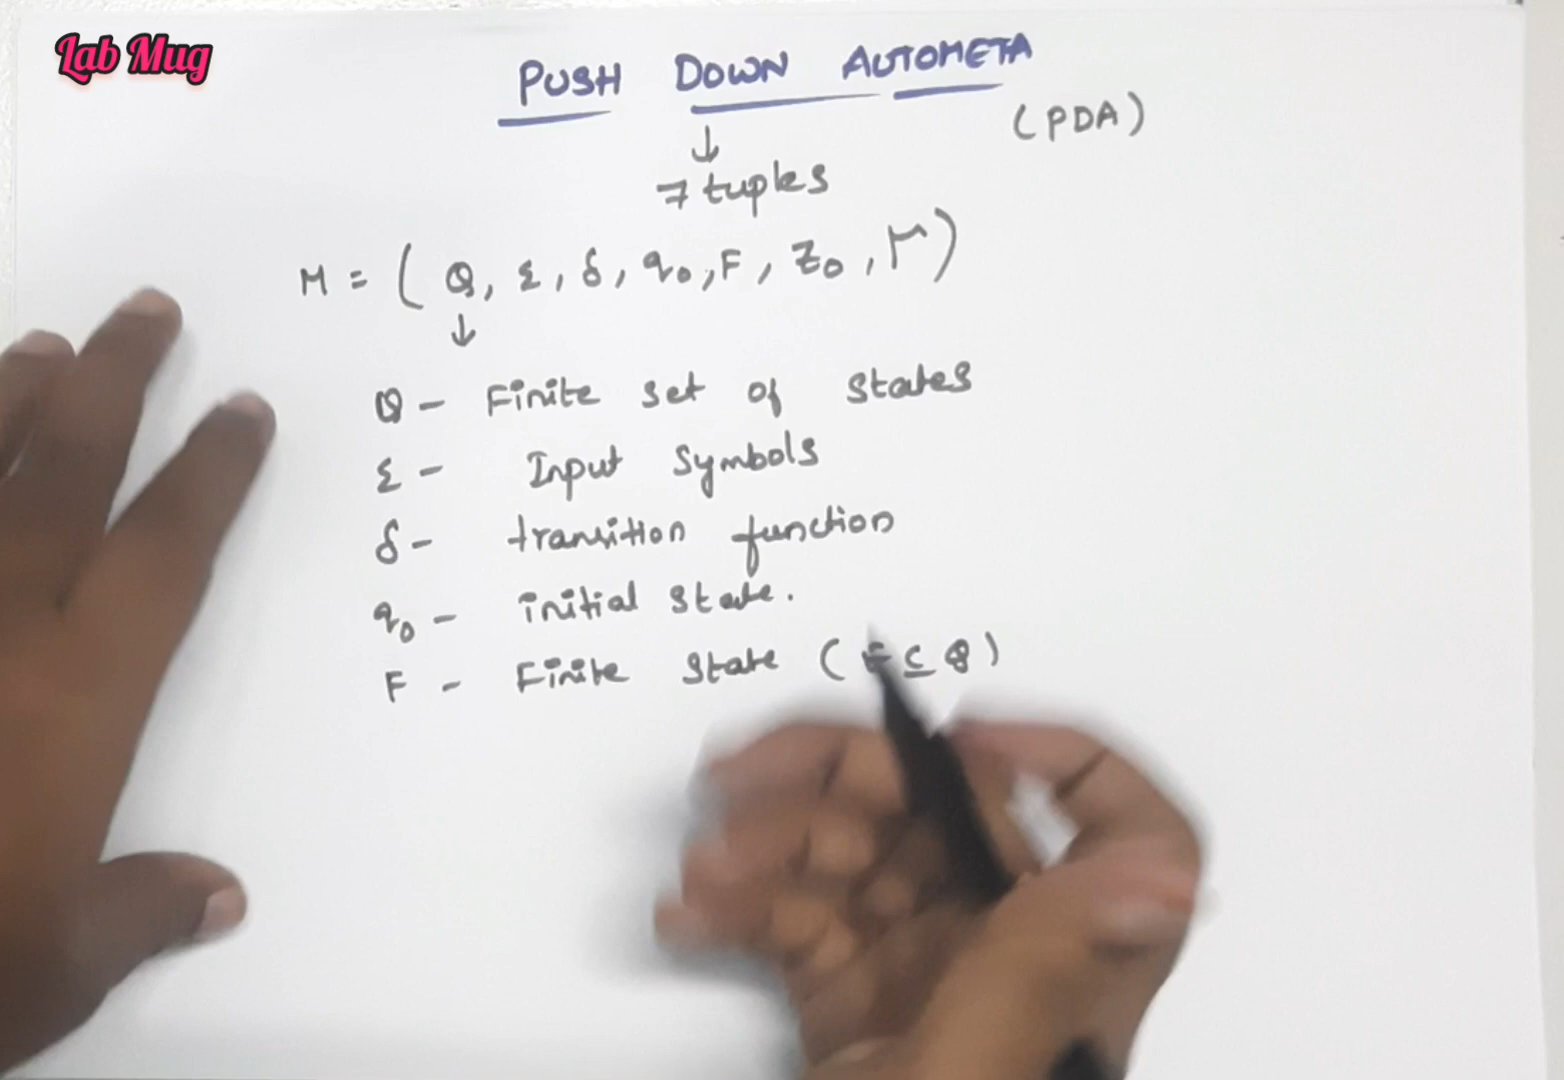 Lab Mug
PUSH DOWN AUTOMETA
(PDA)
↓
7 tuples
M = ( Q, Σ, δ, q₀, F, Z₀, Γ)
↓
Q - Finite set of states
Σ - Input Symbols
δ - transition function
q₀ - initial state.
F - Finite State ( F ⊆ Q )